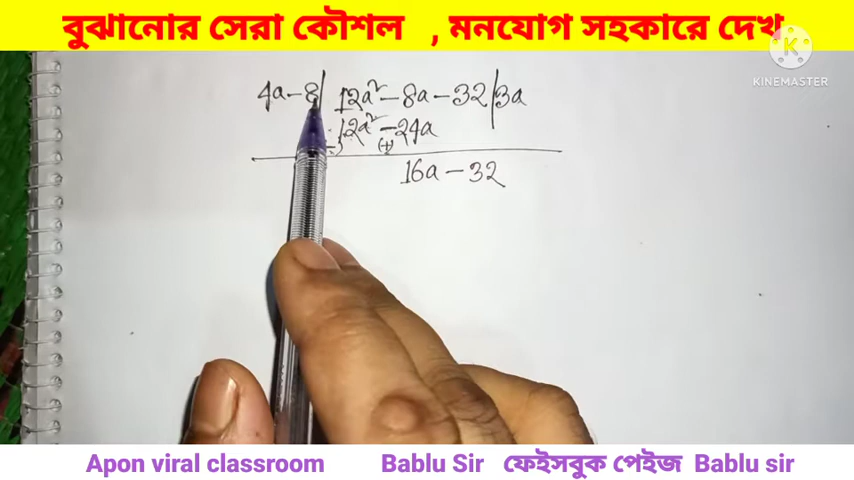 বুঝানোর সেরা কৌশল , মনযোগ সহকারে দেখ
KINEMASTER
4a-8| 12a²-8a-32|3a
12a²-24a
(-) (+)
16a-32
Apon viral classroom Bablu Sir ফেইসবুক পেইজ Bablu sir